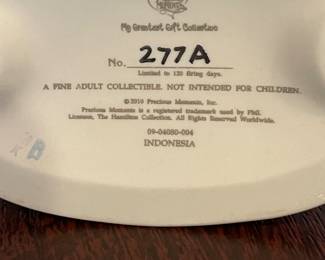 My Greatest Gift Collection
No. 277A
Limited to 120 firing days.
A FINE ADULT COLLECTIBLE. NOT INTENDED FOR CHILDREN.
©2010 Precious Moments, Inc.
Precious Moments is a registered trademark used by PMI.
Licensee, The Hamilton Collection. All Rights Reserved Worldwide.
09-04080-004
INDONESIA